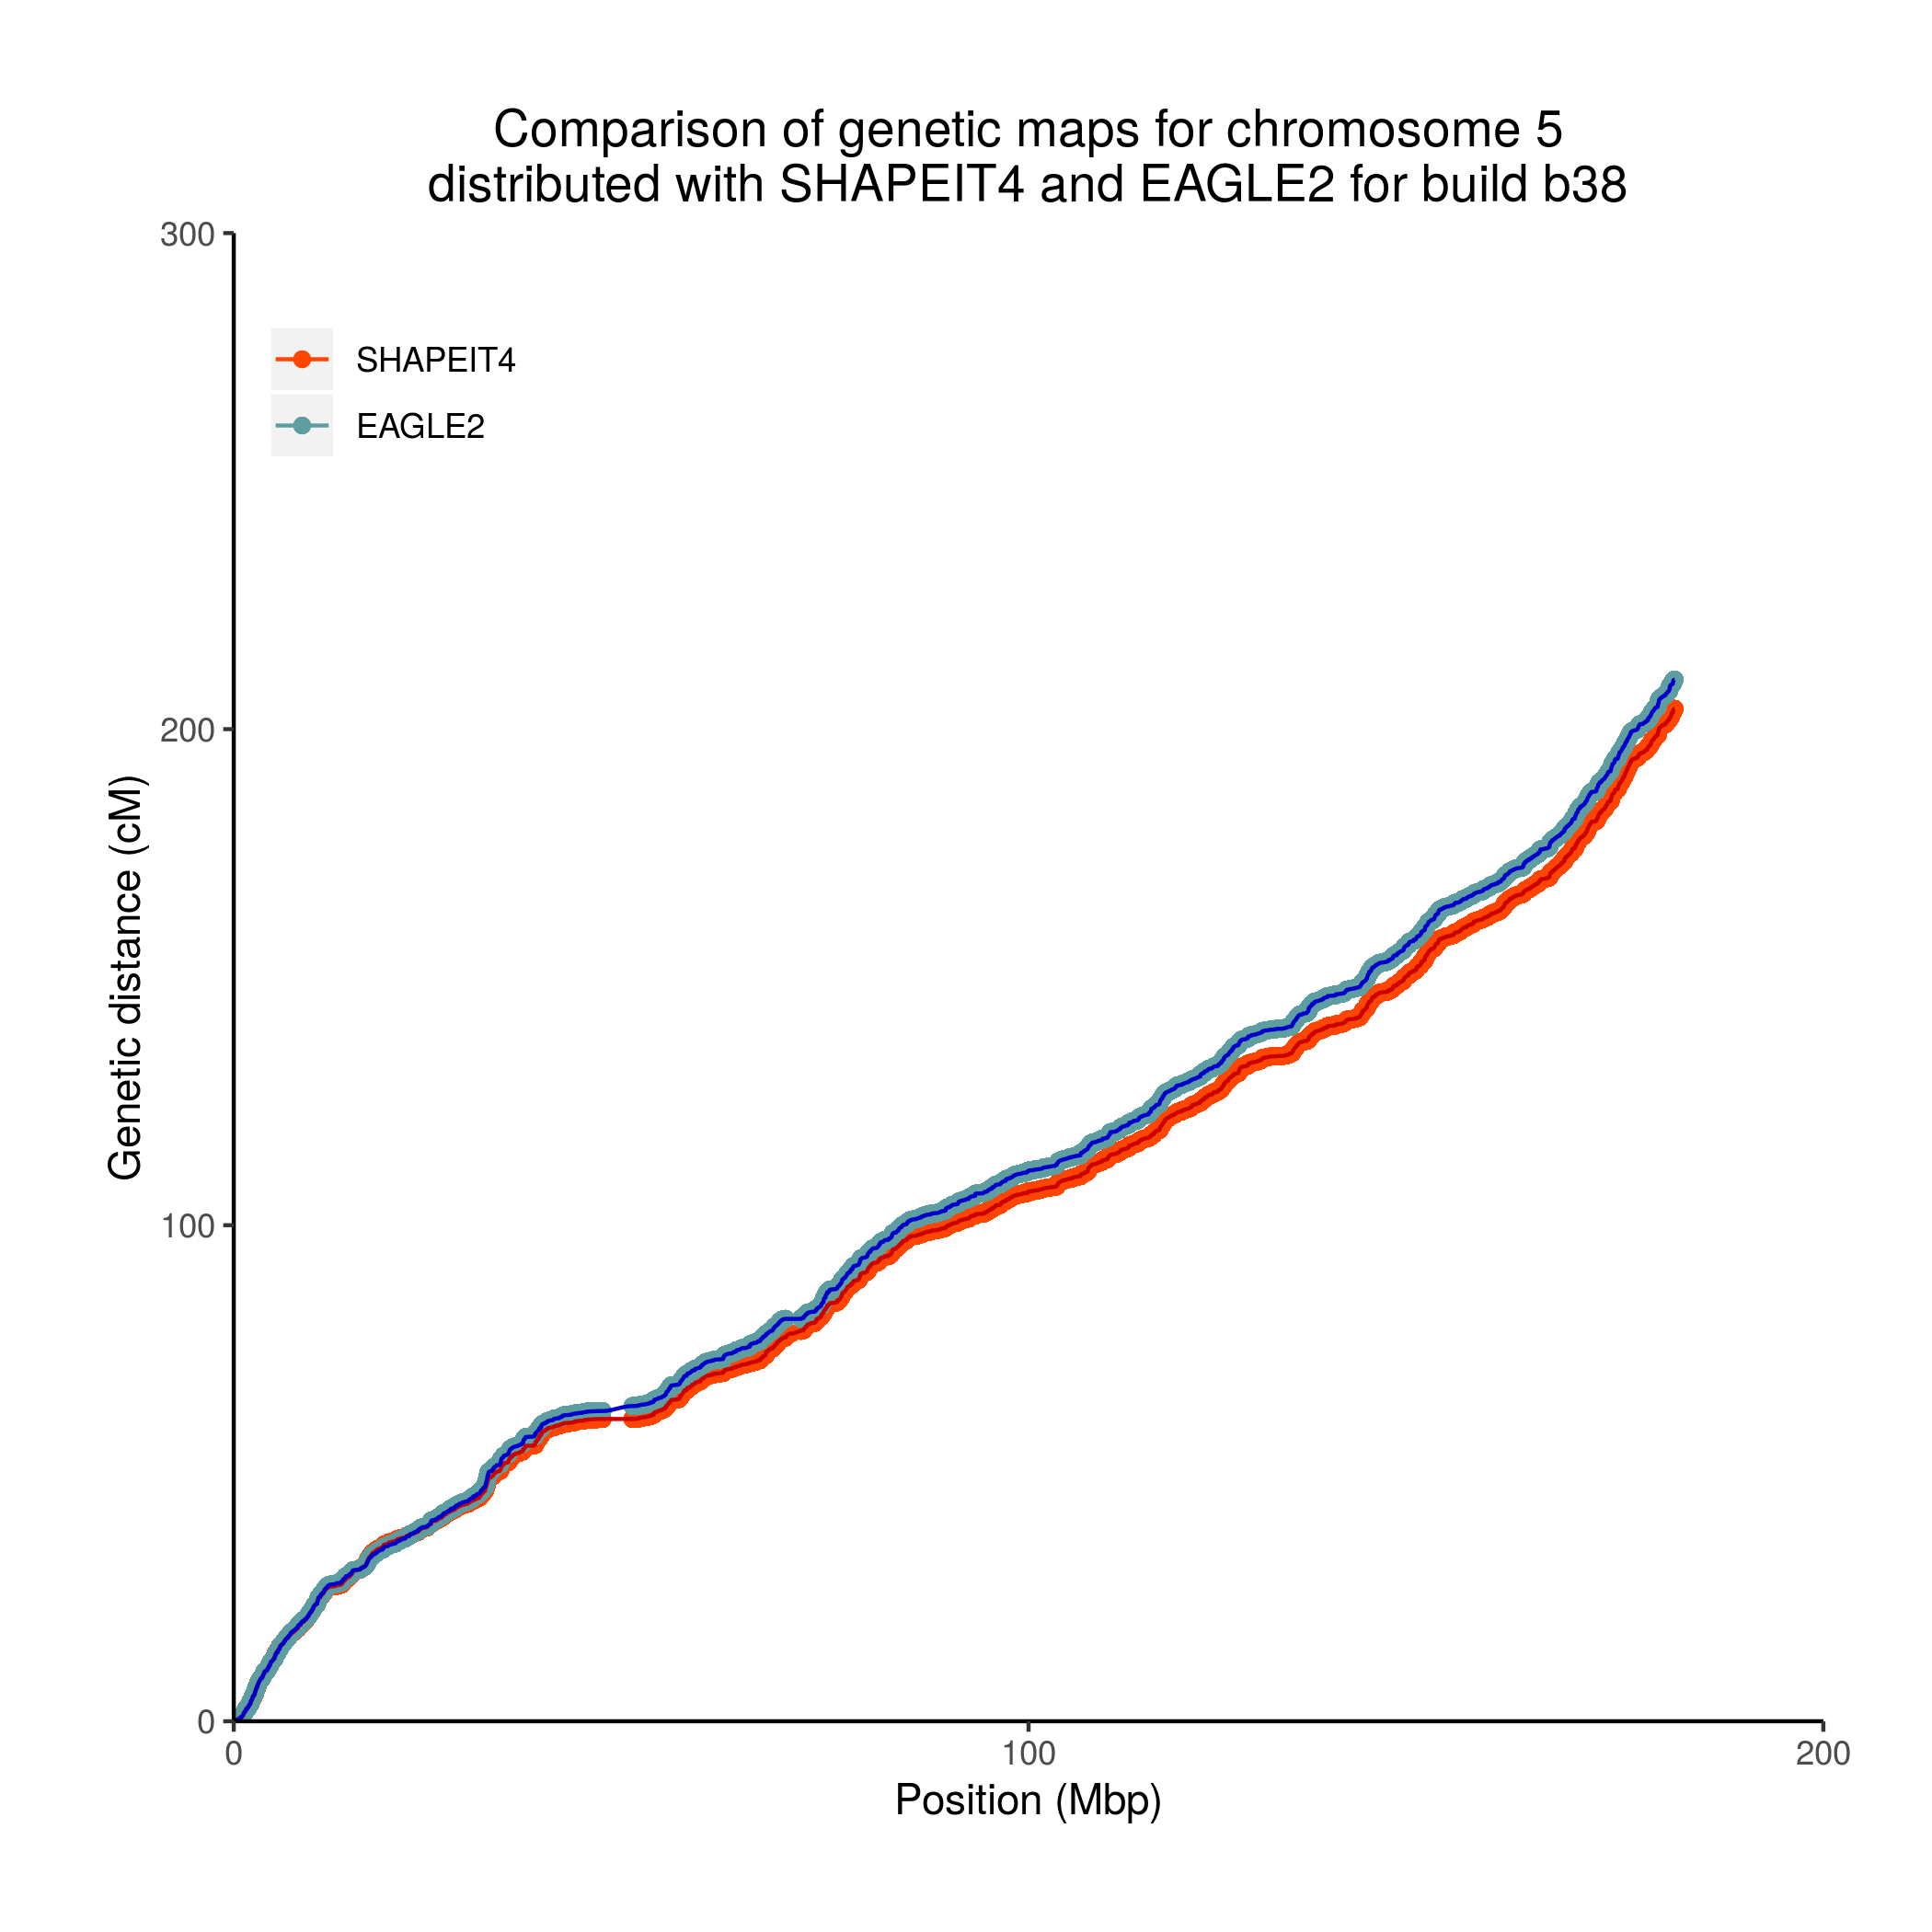 Comparison of genetic maps for chromosome 5
distributed with SHAPEIT4 and EAGLE2 for build b38
300
200
100
0
Genetic distance (cM)
SHAPEIT4
EAGLE2
0
100
200
Position (Mbp)